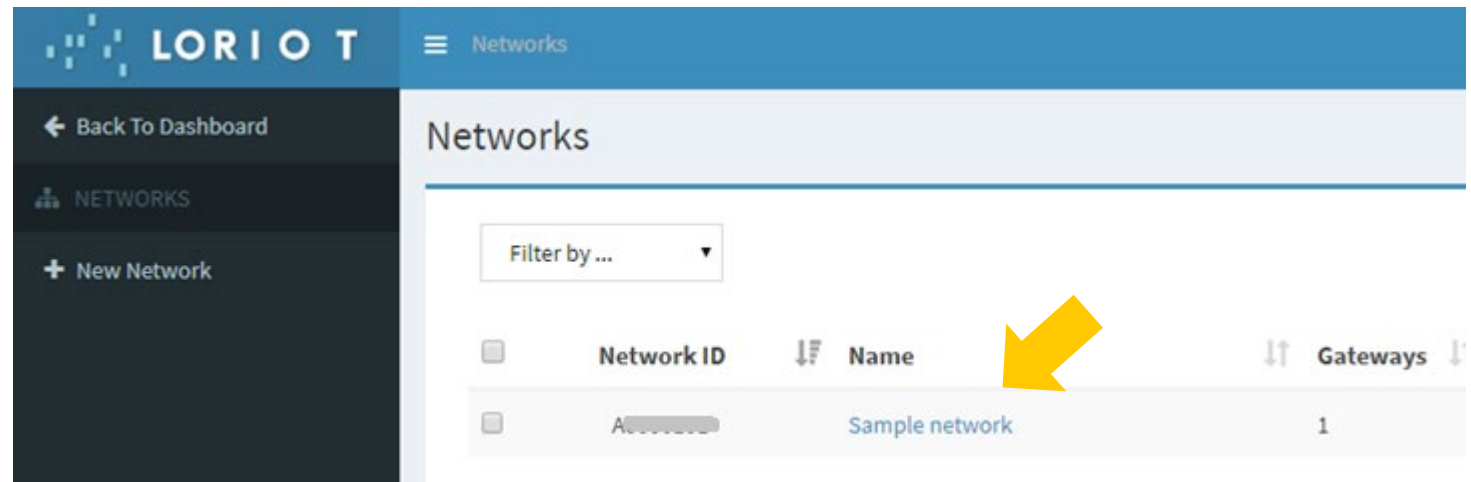 LORIOT
Networks
Back To Dashboard
Networks
NETWORKS
Filter by ...
New Network
Network ID Name Gateways
Sample network 1